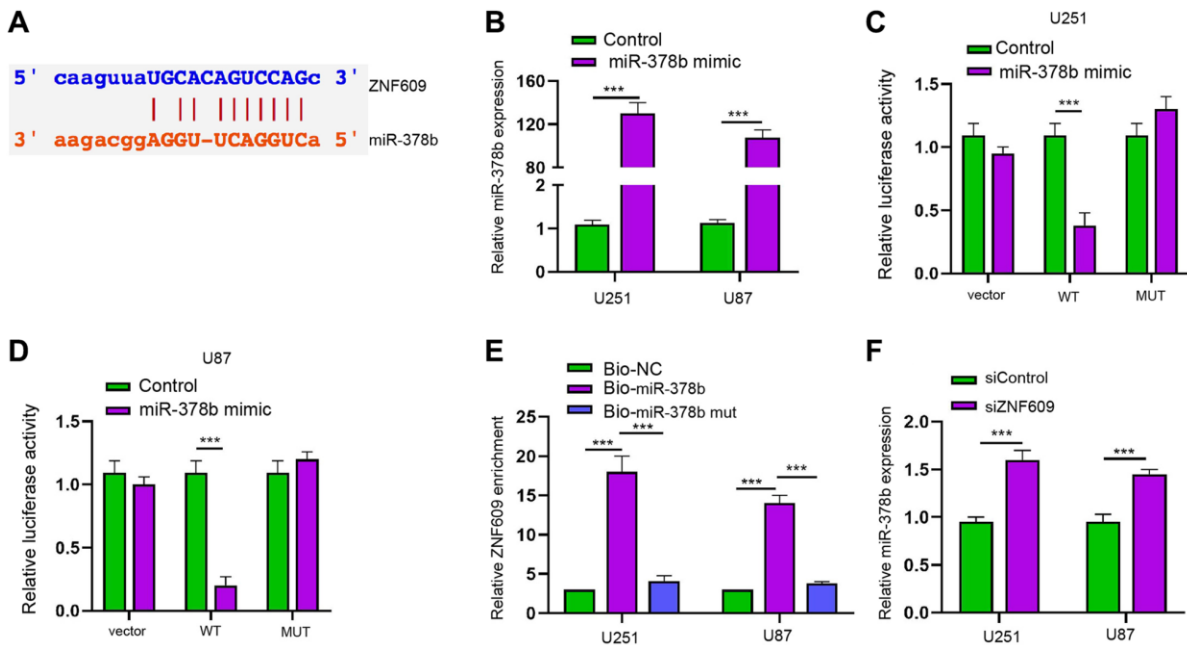 A
5' caaguuaUGCACAGUCCAGc 3' ZNF609
3' aagacggAGGU-UCAGGUCa 5' miR-378b
B
Control
miR-378b mimic
Relative miR-378b expression
160
120
80
2
1
0
***
***
U251
U87
C
U251
Control
miR-378b mimic
Relative luciferase activity
1.5
1.0
0.5
0.0
***
vector
WT
MUT
D
U87
Control
miR-378b mimic
Relative luciferase activity
1.5
1.0
0.5
0.0
***
vector
WT
MUT
E
Bio-NC
Bio-miR-378b
Bio-miR-378b mut
Relative ZNF609 enrichment
25
20
15
10
5
0
***
***
***
***
U251
U87
F
siControl
siZNF609
Relative miR-378b expression
2.0
1.5
1.0
0.5
0.0
***
***
U251
U87